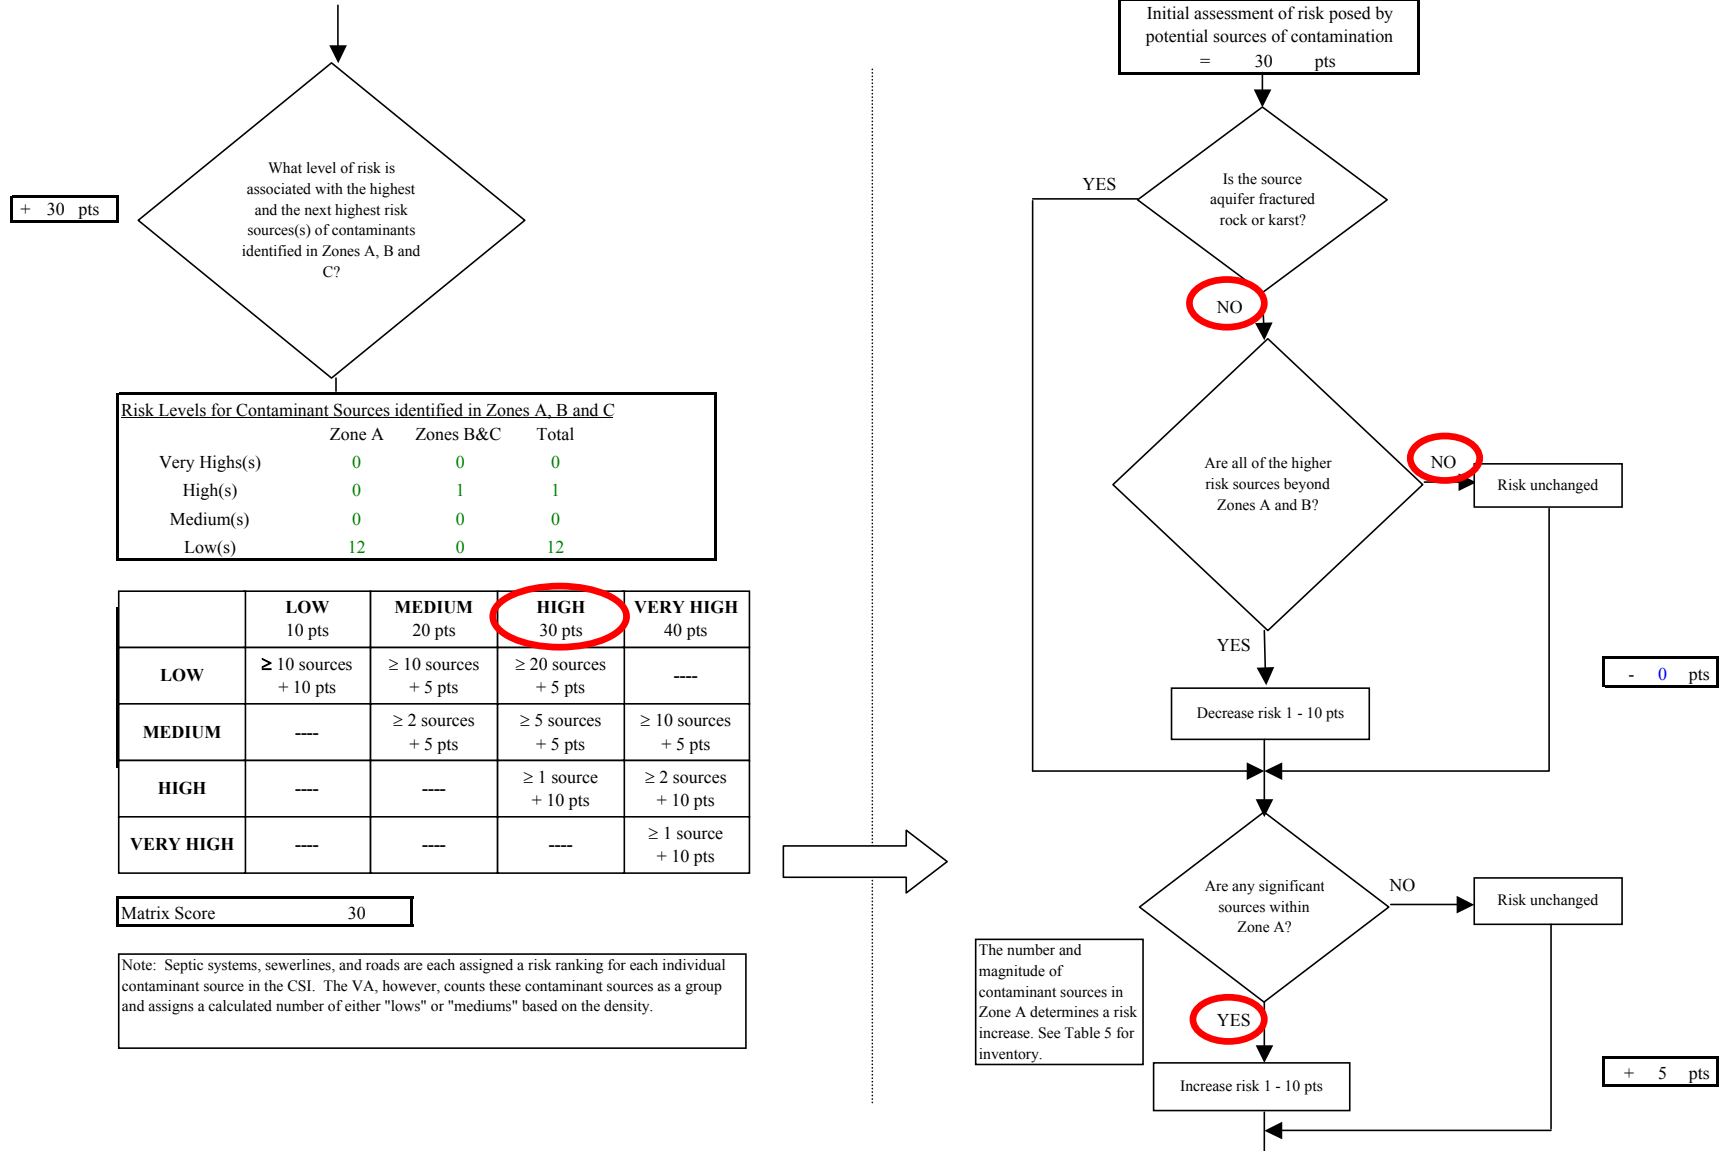 What level of risk is
associated with the highest
and the next highest risk
sources(s) of contaminants
identified in Zones A, B and
C?
+ 30 pts
Risk Levels for Contaminant Sources identified in Zones A, B and C
Zone A Zones B&C Total
Very Highs(s) 0 0 0
High(s) 0 1 1
Medium(s) 0 0 0
Low(s) 12 0 12
LOW MEDIUM HIGH VERY HIGH
10 pts 20 pts 30 pts 40 pts
LOW ≥ 10 sources + 10 pts ≥ 10 sources + 5 pts ≥ 20 sources + 5 pts ----
MEDIUM ---- ≥ 2 sources + 5 pts ≥ 5 sources + 5 pts ≥ 10 sources + 5 pts
HIGH ---- ---- ≥ 1 source + 10 pts ≥ 2 sources + 10 pts
VERY HIGH ---- ---- ---- ≥ 1 source + 10 pts
Matrix Score 30
Note: Septic systems, sewerlines, and roads are each assigned a risk ranking for each individual
contaminant source in the CSI. The VA, however, counts these contaminant sources as a group
and assigns a calculated number of either "lows" or "mediums" based on the density.
Initial assessment of risk posed by
potential sources of contamination
= 30 pts
Is the source
aquifer fractured
rock or karst?
YES
NO
Are all of the higher
risk sources beyond
Zones A and B?
NO
Risk unchanged
YES
Decrease risk 1 - 10 pts
- 0 pts
Are any significant
sources within
Zone A?
NO
Risk unchanged
The number and
magnitude of
contaminant sources in
Zone A determines a risk
increase. See Table 5 for
inventory.
YES
Increase risk 1 - 10 pts
+ 5 pts